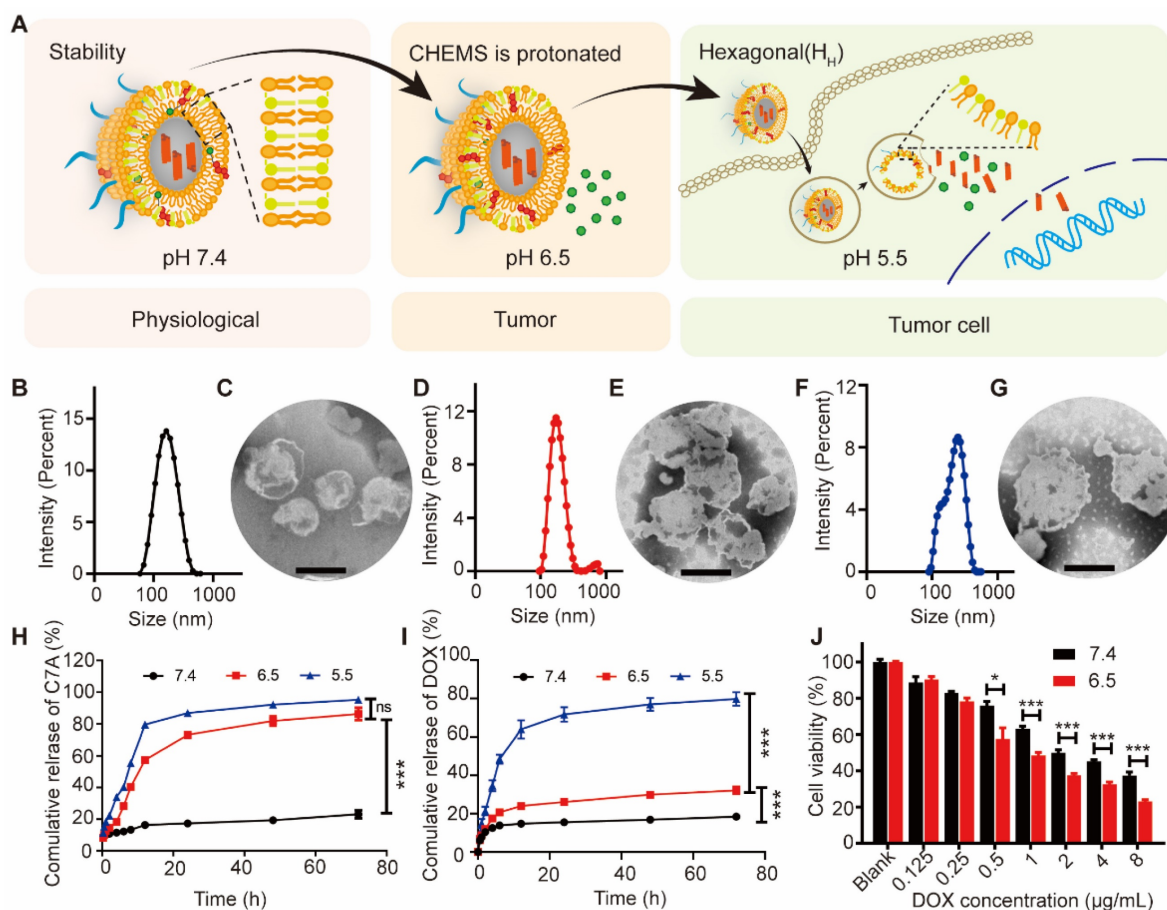 A
Stability
CHEMS is protonated
Hexagonal(H_H)
pH 7.4
pH 6.5
pH 5.5
Physiological
Tumor
Tumor cell
B
Intensity (Percent)
15
10
5
0
0
100
1000
Size (nm)
C
D
Intensity (Percent)
12
8
4
0
0
100
1000
Size (nm)
E
F
Intensity (Percent)
12
8
4
0
0
100
1000
Size (nm)
G
H
Comulative relrase of C7A (%)
120
100
80
60
40
20
0
7.4
6.5
5.5
ns
***
0
20
40
60
80
Time (h)
I
Comulative relrase of DOX (%)
100
80
60
40
20
0
7.4
6.5
5.5
***
***
0
20
40
60
80
Time (h)
J
Cell viability (%)
120
100
80
60
40
20
0
7.4
6.5
*
***
***
***
***
Blank
0.125
0.25
0.5
1
2
4
8
DOX concentration (μg/mL)